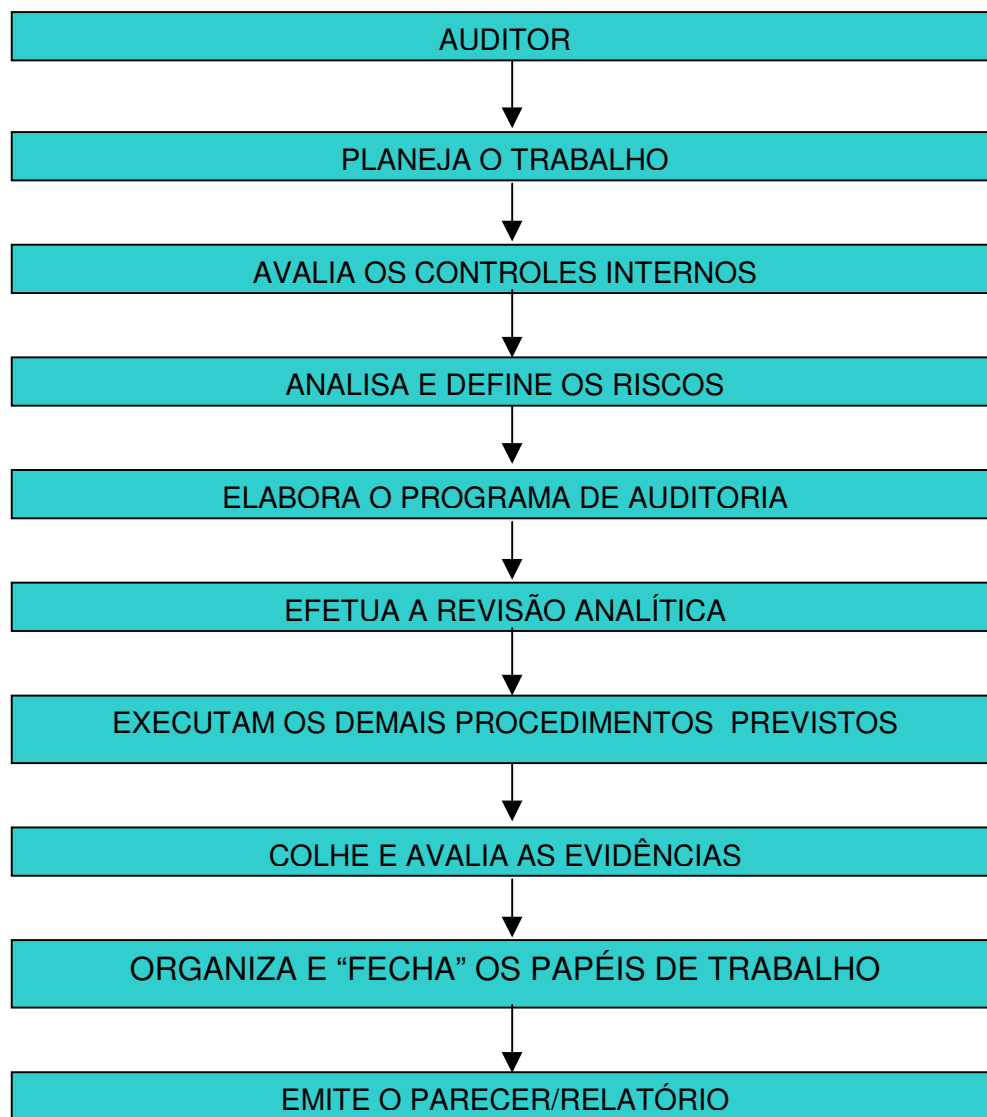 AUDITOR
PLANEJA O TRABALHO
AVALIA OS CONTROLES INTERNOS
ANALISA E DEFINE OS RISCOS
ELABORA O PROGRAMA DE AUDITORIA
EFETUA A REVISÃO ANALÍTICA
EXECUTAM OS DEMAIS PROCEDIMENTOS  PREVISTOS
COLHE E AVALIA AS EVIDÊNCIAS
ORGANIZA E “FECHA” OS PAPÉIS DE TRABALHO
EMITE O PARECER/RELATÓRIO